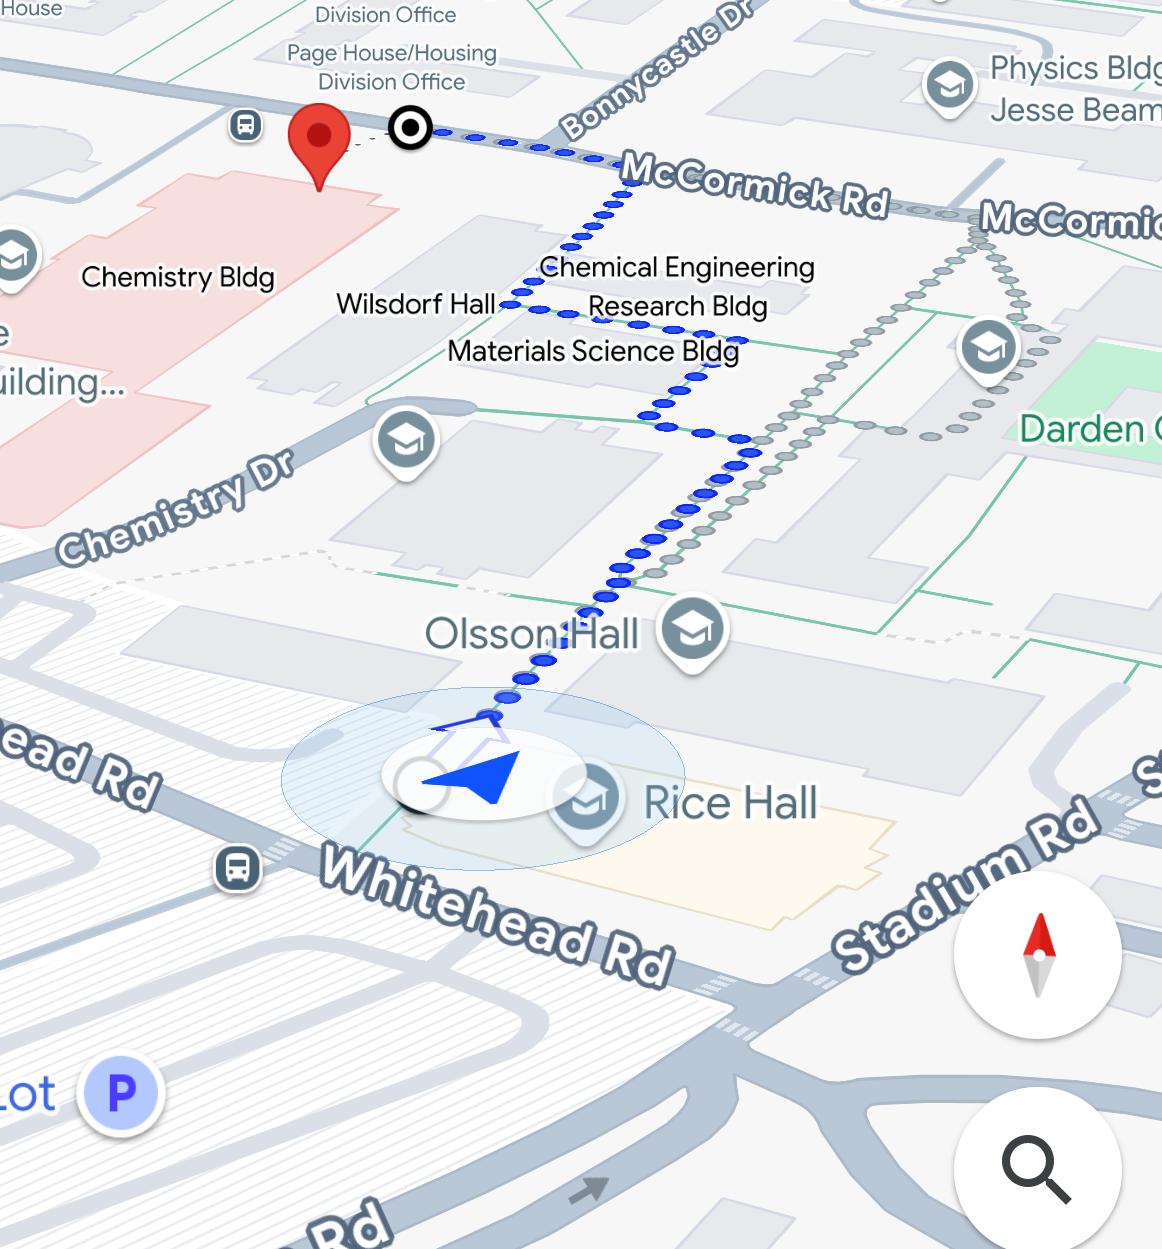 House
Division Office
Page House/Housing
Division Office
Bonnycastle Dr
Physics Bldg
Jesse Beam
McCormick Rd
McCormic
Chemistry Bldg
Chemical Engineering
Research Bldg
Wilsdorf Hall
Materials Science Bldg
e
uilding...
Darden C
Chemistry Dr
Olsson Hall
ead Rd
Rice Hall
St
Whitehead Rd
Stadium Rd
Lot
P
Rd